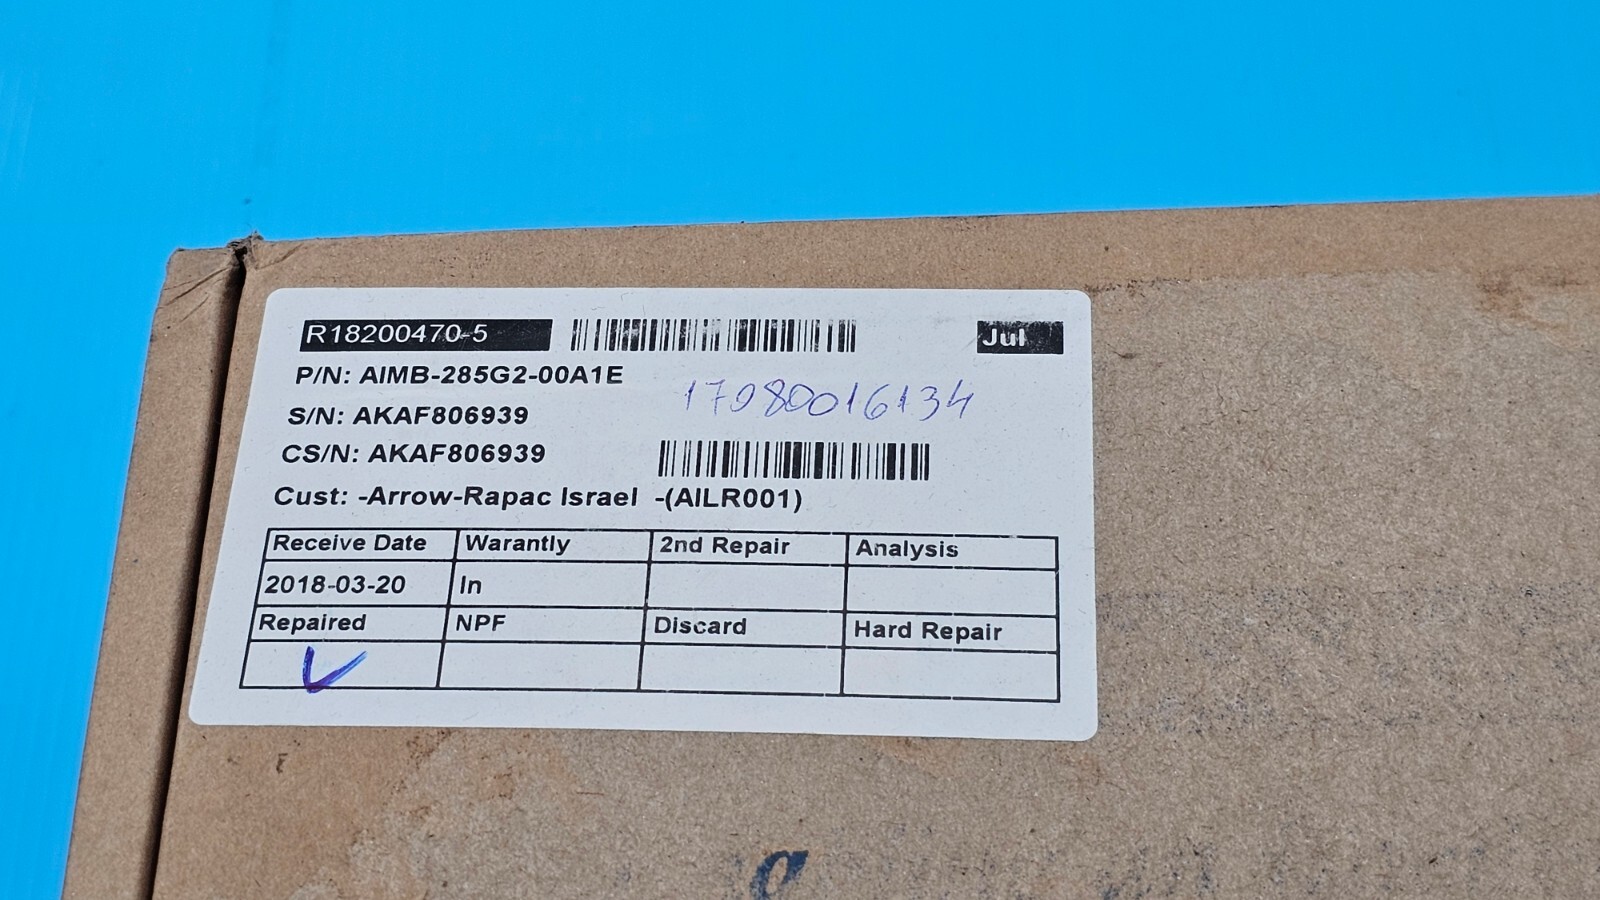 R18200470-5 Jul
P/N: AIMB-285G2-00A1E
17980016134
S/N: AKAF806939
CS/N: AKAF806939
Cust: -Arrow-Rapac Israel -(AILR001)
Receive Date Warantly 2nd Repair Analysis
2018-03-20 In
Repaired NPF Discard Hard Repair